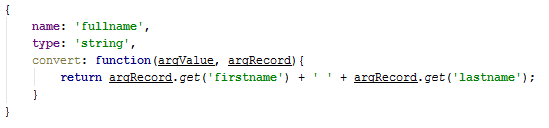 {
name: 'fullname',
type: 'string',
convert: function(argValue, argRecord){
return argRecord.get('firstname') + ' ' + argRecord.get('lastname');
}
}